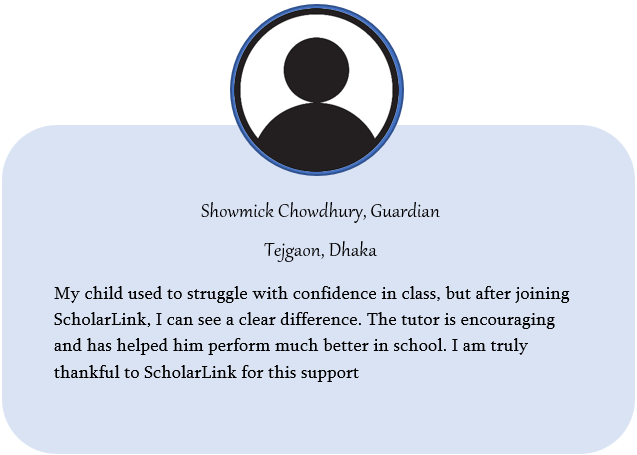 Showmick Chowdhury, Guardian
Tejgaon, Dhaka
My child used to struggle with confidence in class, but after joining
ScholarLink, I can see a clear difference. The tutor is encouraging
and has helped him perform much better in school. I am truly
thankful to ScholarLink for this support